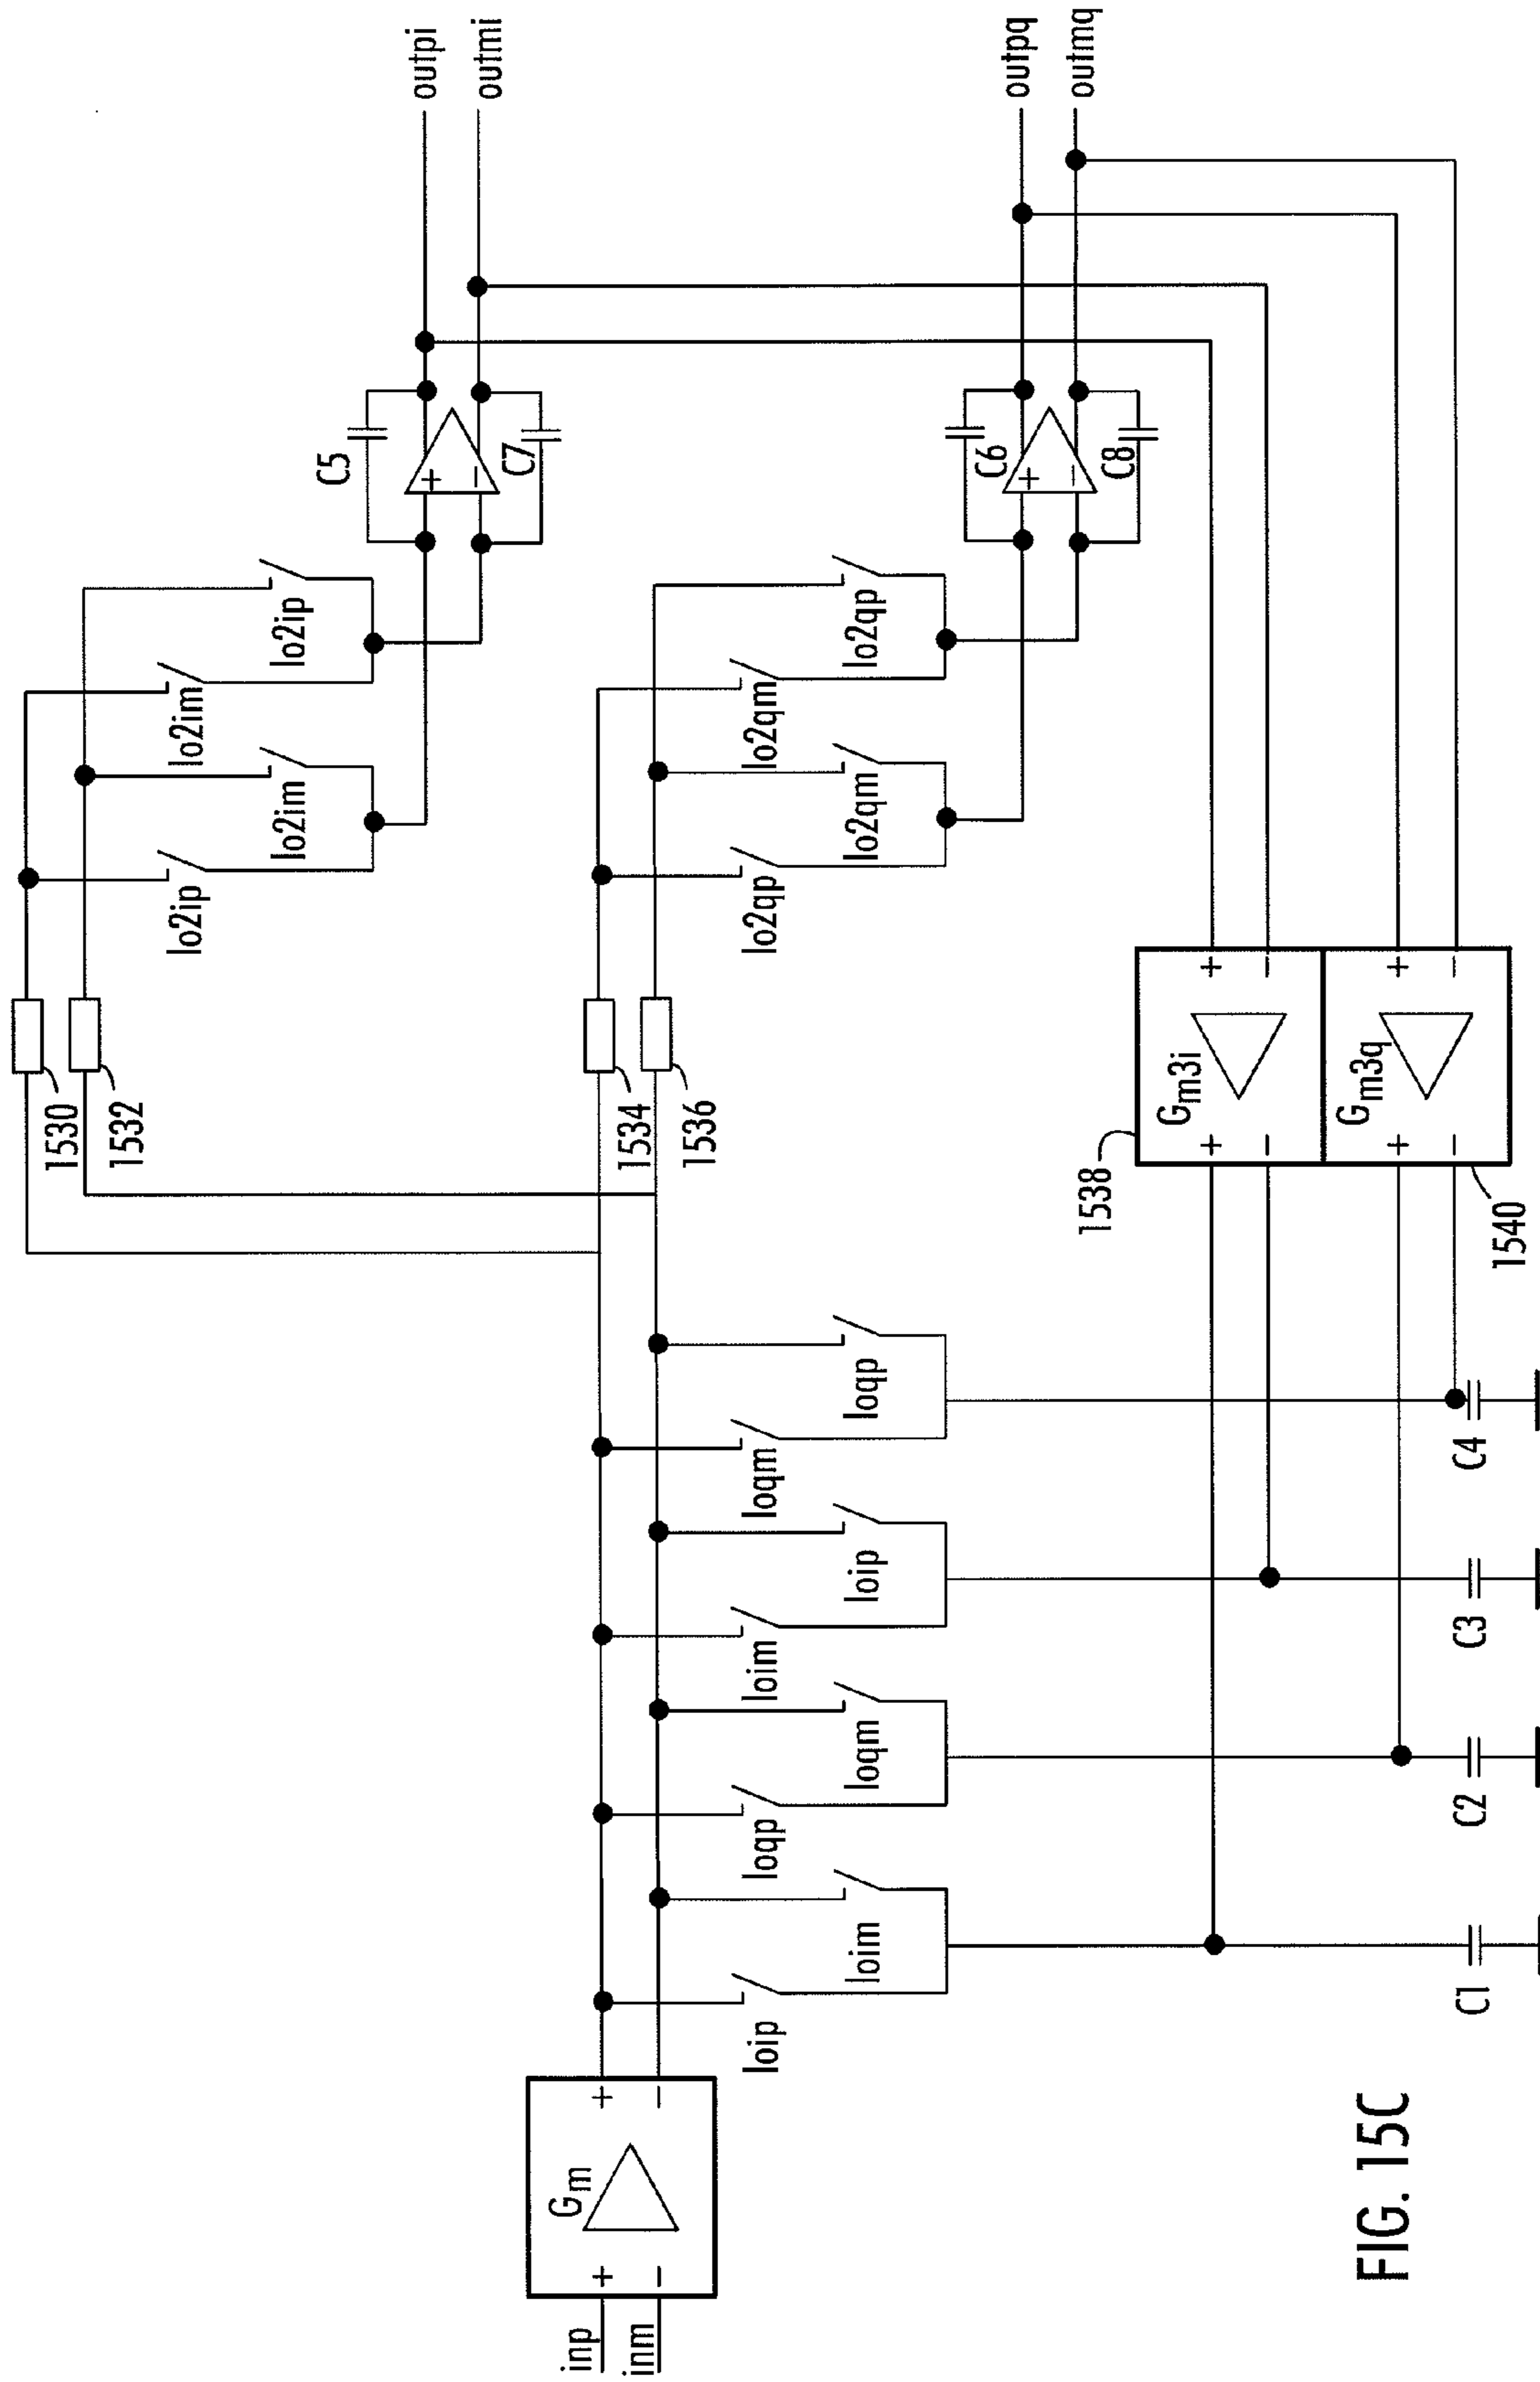 1530
1532
lo2ip
lo2im
lo2im
lo2ip
C5
outpi
+
−
outmi
C7
Gm
inp
+
+
inm
−
−
1534
1536
loip
loqp
loim
loqm
lo2qp
lo2qm
loim
loqm
loip
loqp
lo2qm
lo2qp
C6
outpq
+
−
outmq
C8
1538
Gm3i
+
+
−
−
Gm3q
+
+
−
−
1540
C1
C2
C3
C4
FIG. 15C